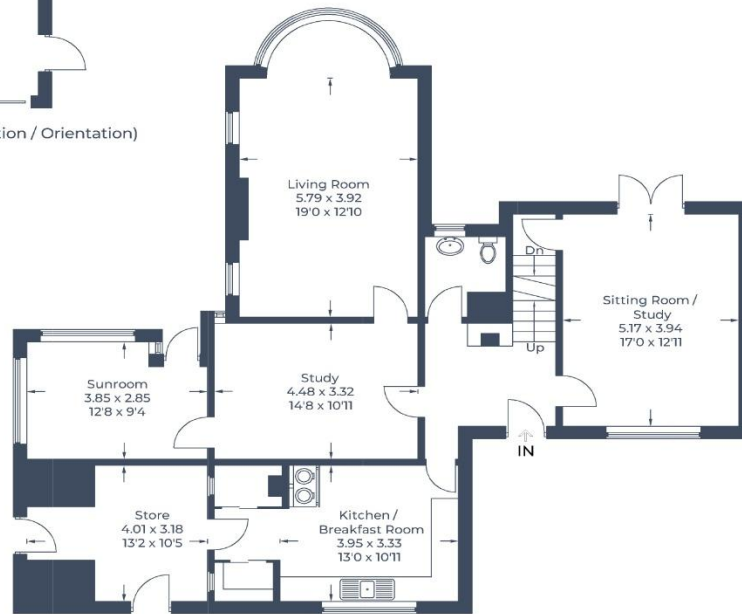 ion / Orientation)
Living Room
5.79 x 3.92
19'0 x 12'10
Dn
Sitting Room /
Study
5.17 x 3.94
17'0 x 12'11
Up
Sunroom
3.85 x 2.85
12'8 x 9'4
Study
4.48 x 3.32
14'8 x 10'11
IN
Store
4.01 x 3.18
13'2 x 10'5
Kitchen /
Breakfast Room
3.95 x 3.33
13'0 x 10'11